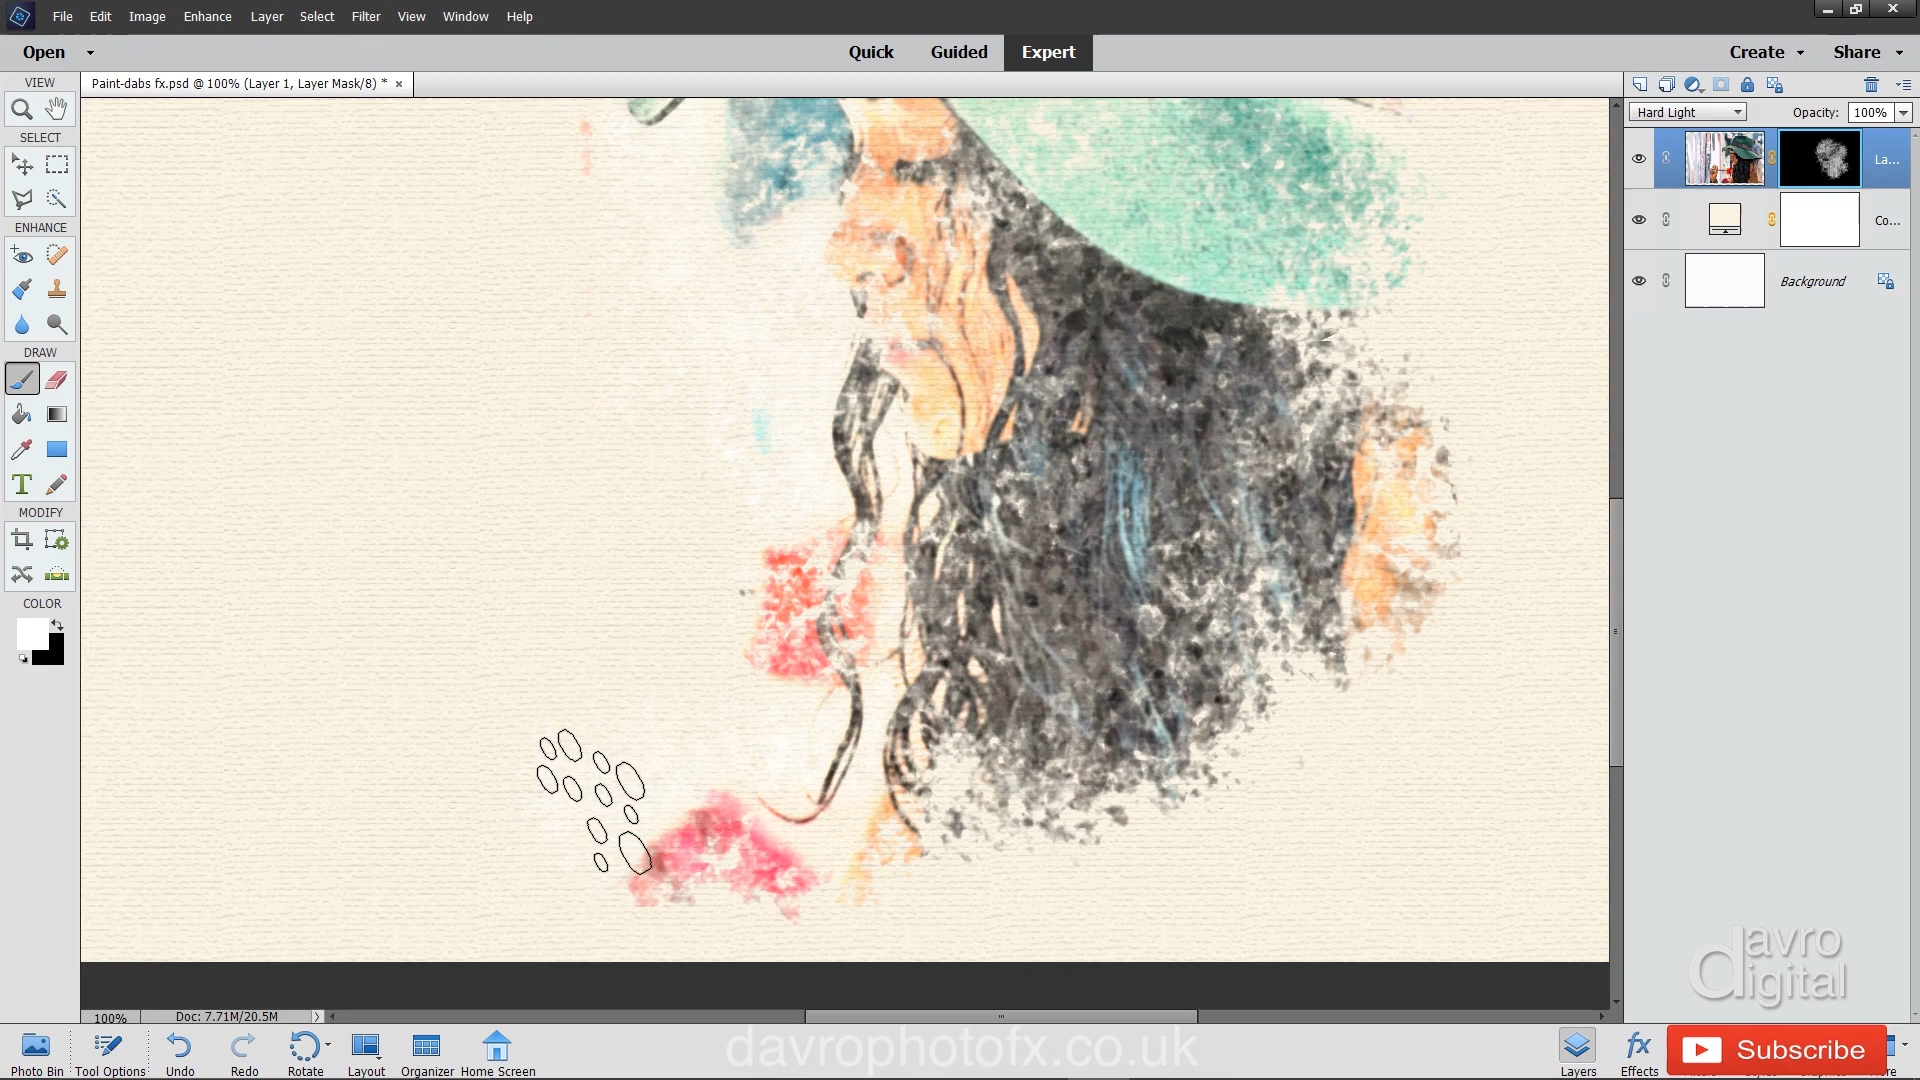 File Edit Image Enhance Layer Select Filter View Window Help
Open Quick Guided Expert Create Share
VIEW
Paint-dabs fx.psd @ 100% (Layer 1, Layer Mask/8) * ×
Hard Light Opacity: 100%
SELECT
La...
ENHANCE
Co...
Background
DRAW
T
MODIFY
COLOR
davro
digital
100% Doc: 7.71M/20.5M
davrophotofx.co.uk
fx Subscribe
Photo Bin Tool Options Undo Redo Rotate Layout Organizer Home Screen Layers Effects